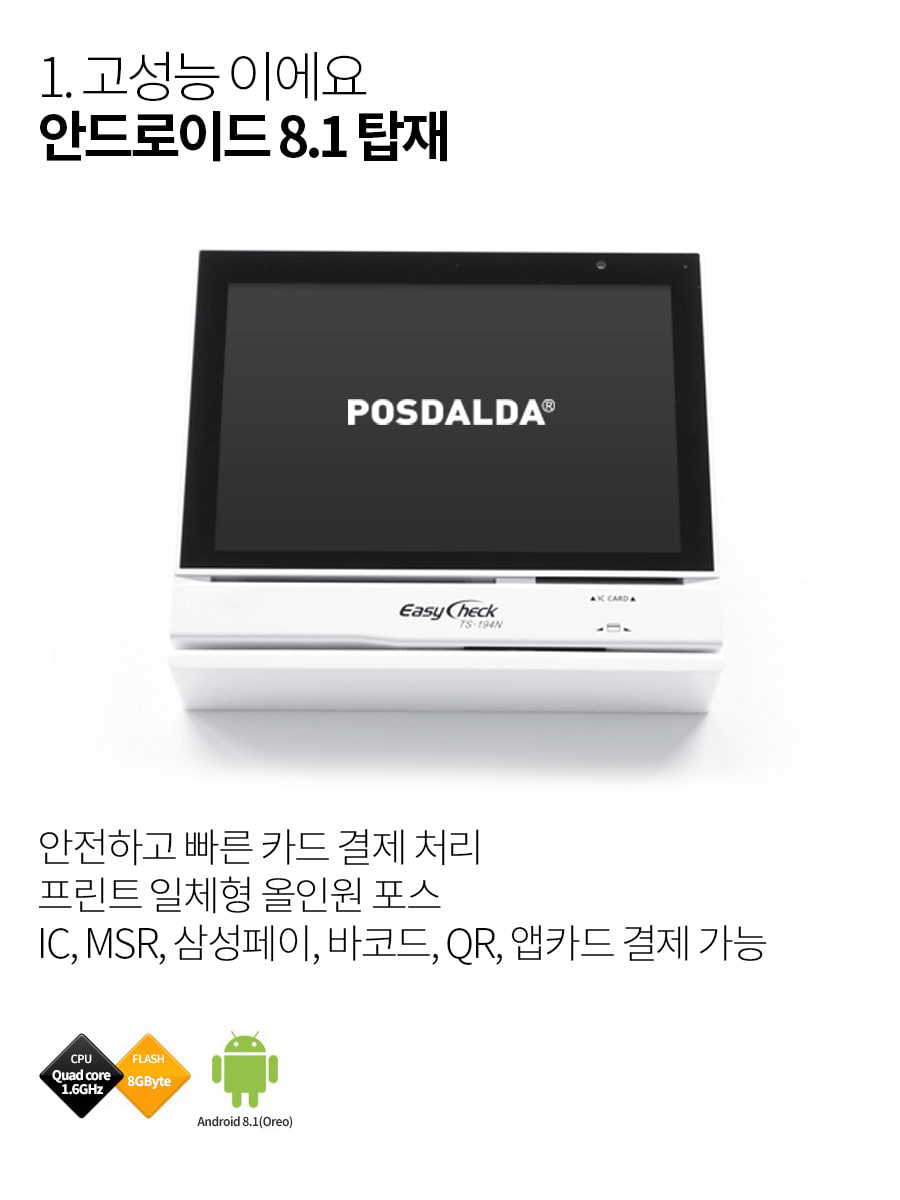 1. 고성능 이에요
안드로이드 8.1 탑재
POSDALDA®
EasyCheck
TS-194N
▲IC CARD▲
안전하고 빠른 카드 결제 처리
프린트 일체형 올인원 포스
IC, MSR, 삼성페이, 바코드, QR, 앱카드 결제 가능
CPU
Quad core
1.6GHz
FLASH
8GByte
Android 8.1(Oreo)